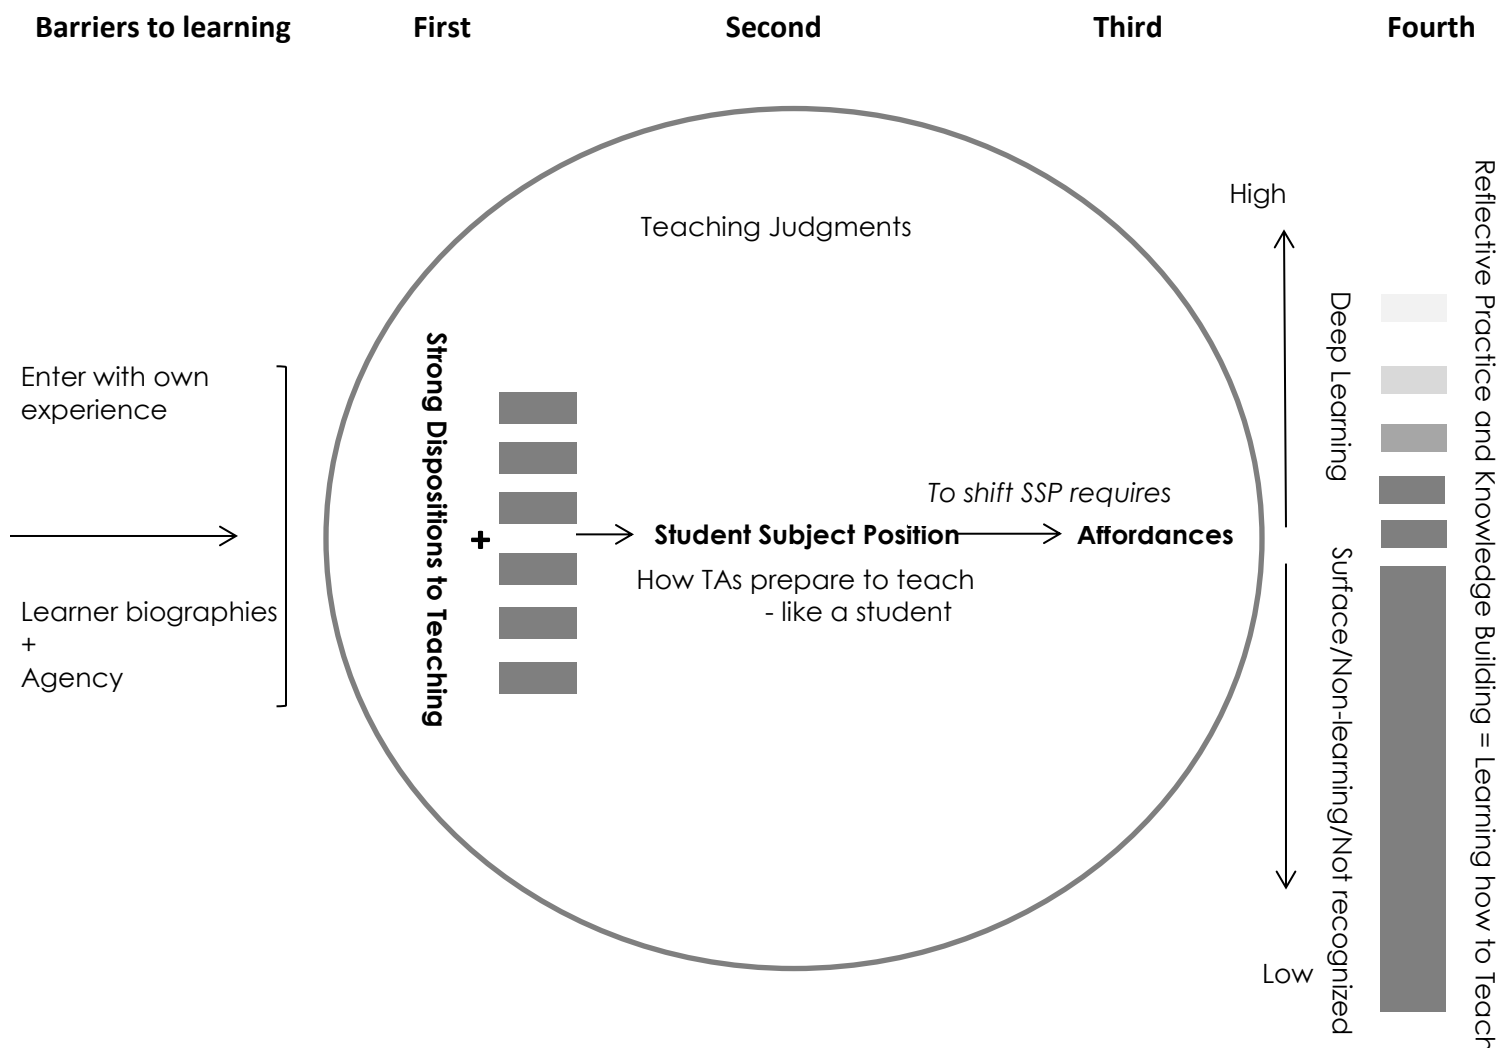 Barriers to learning
First
Second
Third
Fourth
Teaching Judgments
High
Enter with own
experience
Learner biographies
+
Agency
Strong Dispositions to Teaching
+
To shift SSP requires
Student Subject Position
Affordances
How TAs prepare to teach
- like a student
Low
Deep Learning
Surface/Non-learning/Not recognized
Reflective Practice and Knowledge Building = Learning how to Teach